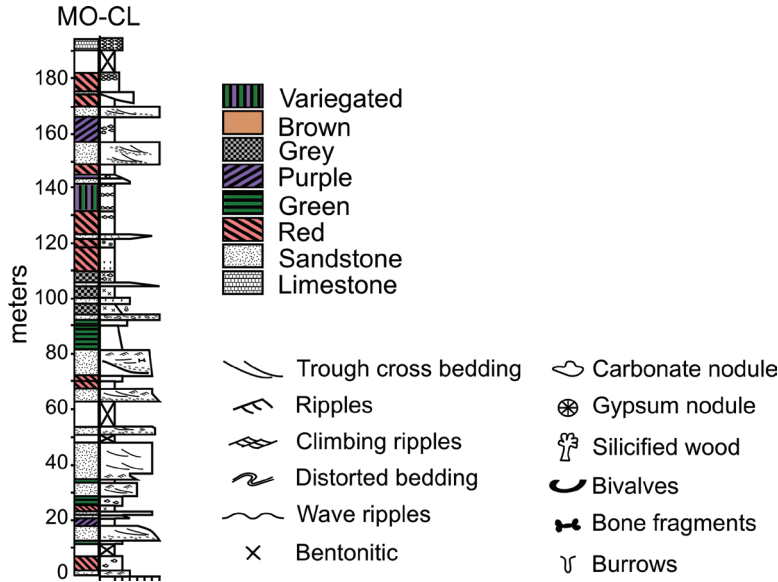 MO-CL
180
160
140
120
100
80
60
40
20
0
meters
Variegated
Brown
Grey
Purple
Green
Red
Sandstone
Limestone
Trough cross bedding
Ripples
Climbing ripples
Distorted bedding
Wave ripples
Bentonitic
Carbonate nodule
Gypsum nodule
Silicified wood
Bivalves
Bone fragments
Burrows